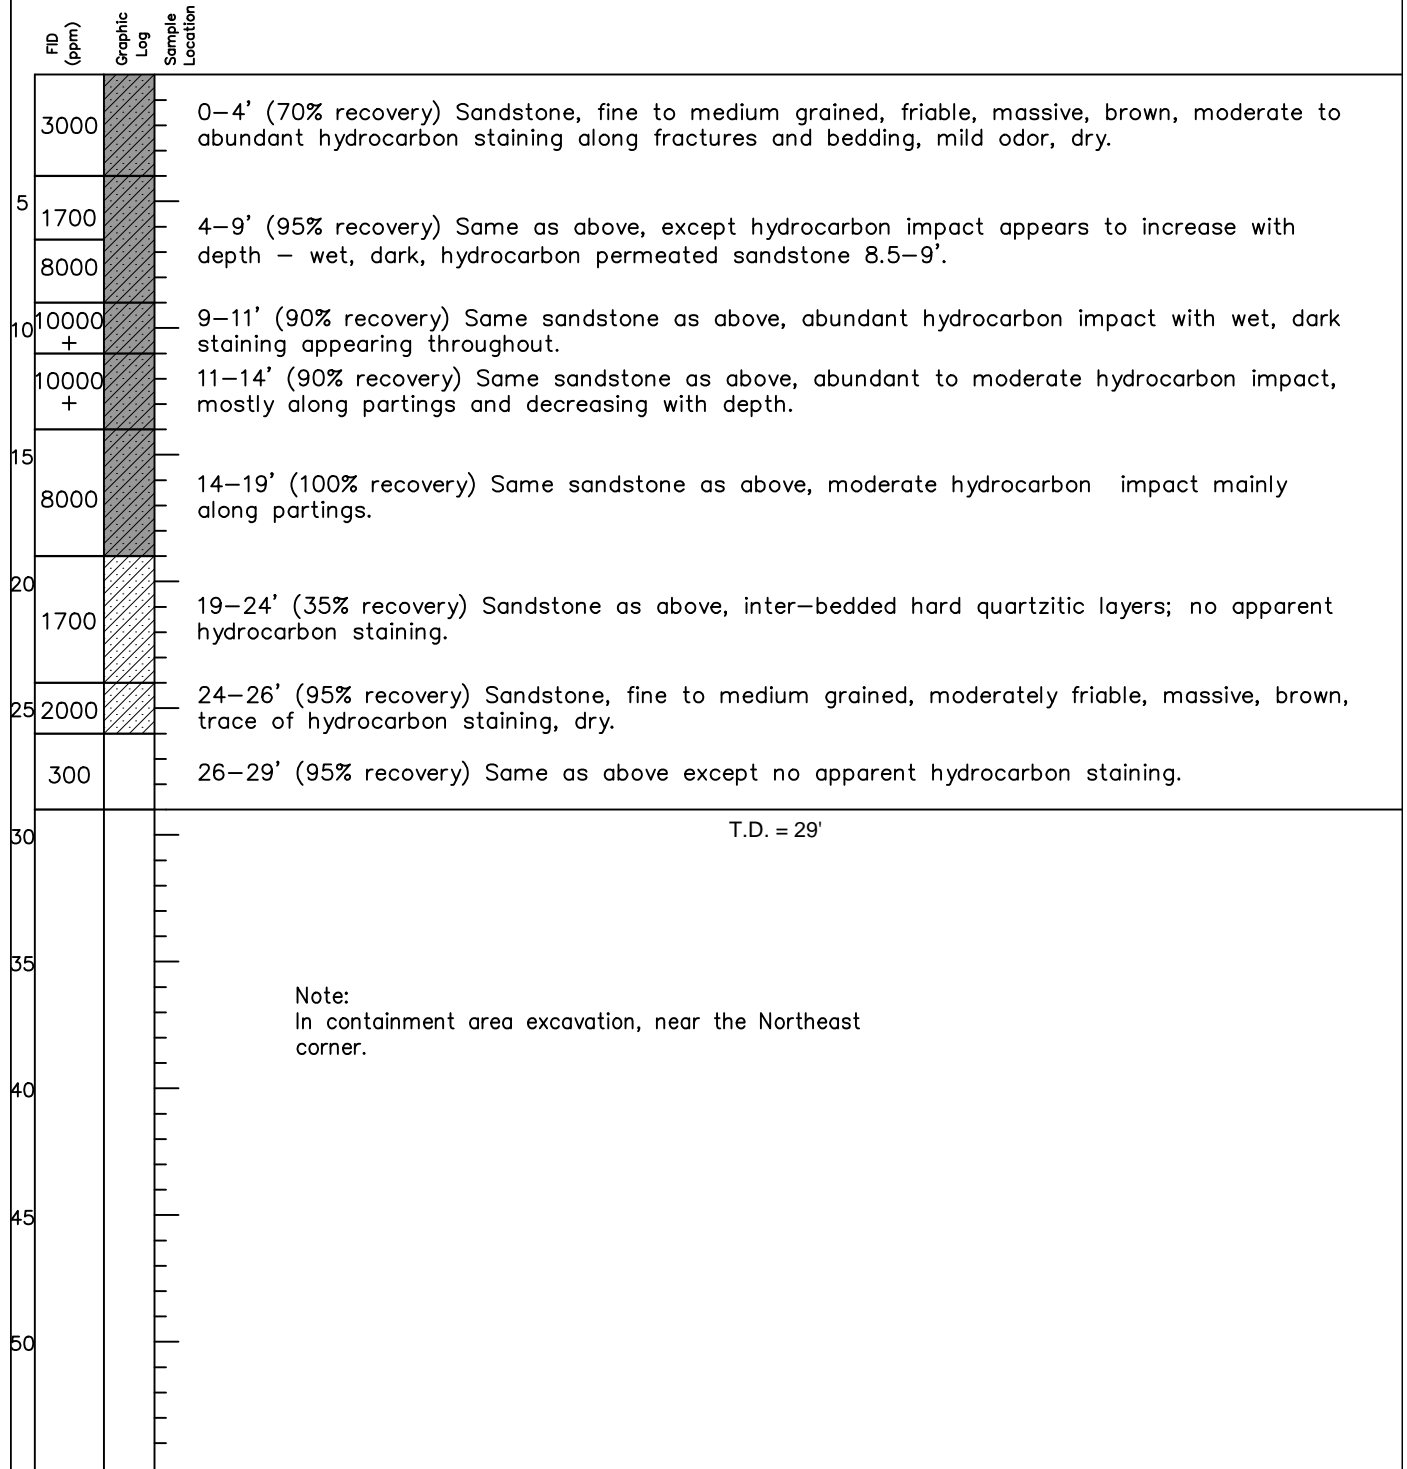 FID
(ppm)
Graphic
Log
Sample
Location
3000
0–4’ (70% recovery) Sandstone, fine to medium grained, friable, massive, brown, moderate to
abundant hydrocarbon staining along fractures and bedding, mild odor, dry.
5
1700
4–9’ (95% recovery) Same as above, except hydrocarbon impact appears to increase with
depth – wet, dark, hydrocarbon permeated sandstone 8.5–9’.
8000
10
10000
+
9–11’ (90% recovery) Same sandstone as above, abundant hydrocarbon impact with wet, dark
staining appearing throughout.
10000
+
11–14’ (90% recovery) Same sandstone as above, abundant to moderate hydrocarbon impact,
mostly along partings and decreasing with depth.
15
8000
14–19’ (100% recovery) Same sandstone as above, moderate hydrocarbon impact mainly
along partings.
20
1700
19–24’ (35% recovery) Sandstone as above, inter–bedded hard quartzitic layers; no apparent
hydrocarbon staining.
25
2000
24–26’ (95% recovery) Sandstone, fine to medium grained, moderately friable, massive, brown,
trace of hydrocarbon staining, dry.
300
26–29’ (95% recovery) Same as above except no apparent hydrocarbon staining.
30
T.D. = 29'
35
Note:
In containment area excavation, near the Northeast
corner.
40
45
50